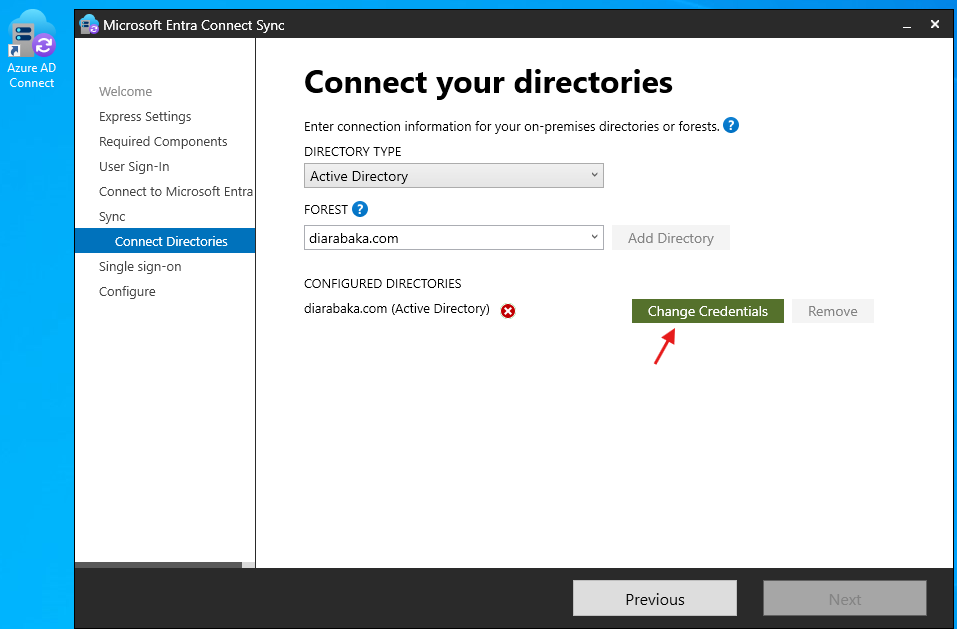 Azure AD
Connect
Microsoft Entra Connect Sync
Welcome
Express Settings
Required Components
User Sign-In
Connect to Microsoft Entra
Sync
Connect Directories
Single sign-on
Configure
Connect your directories
Enter connection information for your on-premises directories or forests. ?
DIRECTORY TYPE
Active Directory
FOREST ?
diarabaka.com
Add Directory
CONFIGURED DIRECTORIES
diarabaka.com (Active Directory)
Change Credentials
Remove
Previous
Next